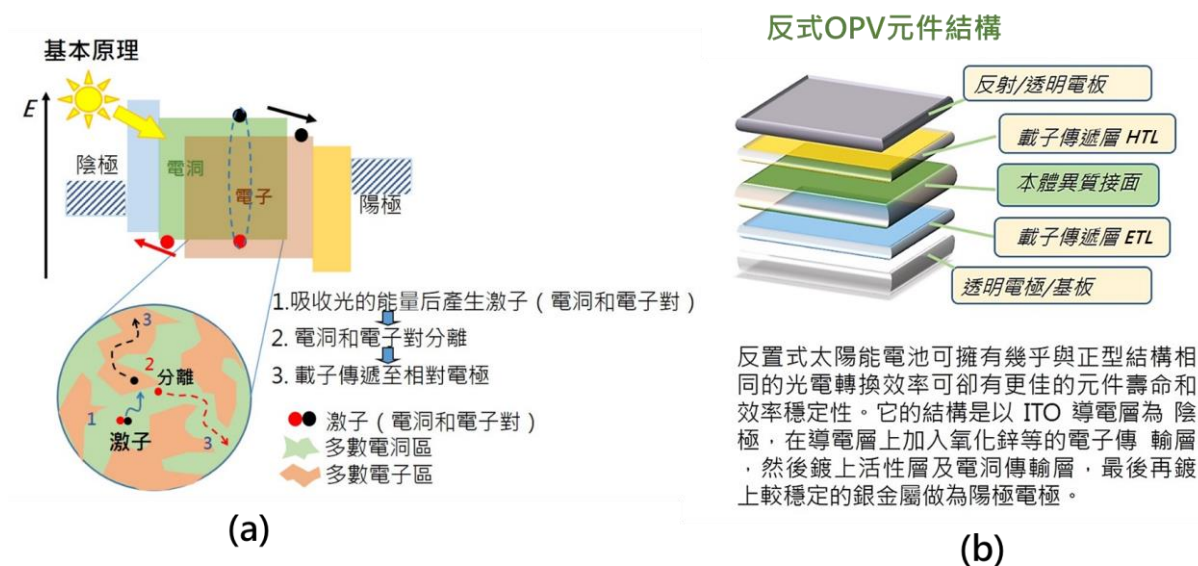 基本原理
E
陰極
電洞
電子
陽極
1.吸收光的能量后產生激子（電洞和電子對）
2. 電洞和電子對分離
3. 載子傳遞至相對電極
3
2
分離
1
激子
3
激子（電洞和電子對）
多數電洞區
多數電子區
(a)
反式OPV元件結構
反射/透明電板
載子傳遞層 HTL
本體異質接面
載子傳遞層 ETL
透明電極/基板
反置式太陽能電池可擁有幾乎與正型結構相
同的光電轉換效率可卻有更佳的元件壽命和
效率穩定性。它的結構是以 ITO 導電層為 陰
極，在導電層上加入氧化鋅等的電子傳 輸層
，然後鍍上活性層及電洞傳輸層，最後再鍍
上較穩定的銀金屬做為陽極電極。
(b)